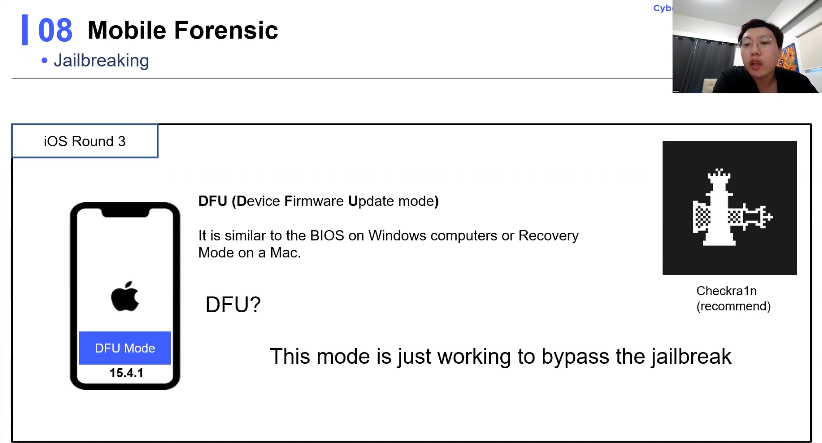 08 Mobile Forensic
Cybe
• Jailbreaking
iOS Round 3
DFU (Device Firmware Update mode)
It is similar to the BIOS on Windows computers or Recovery
Mode on a Mac.
DFU?
DFU Mode
15.4.1
This mode is just working to bypass the jailbreak
Checkra1n
(recommend)